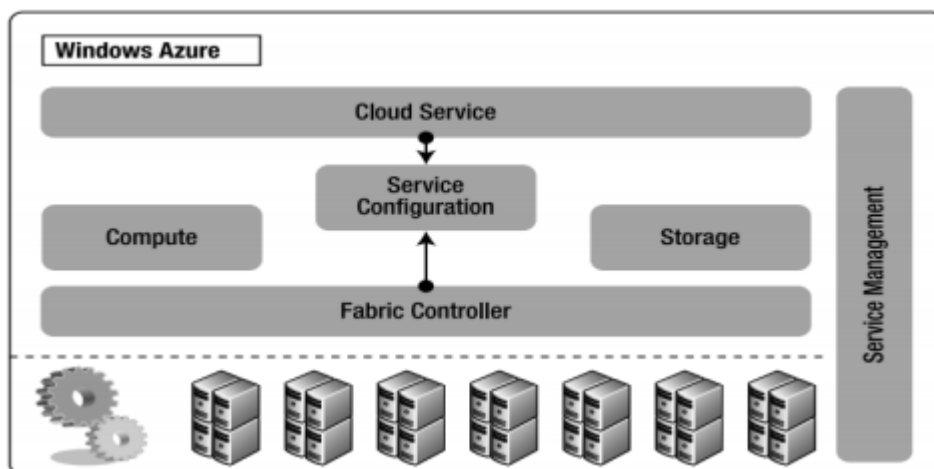 Windows Azure
Cloud Service
Service
Configuration
Compute
Storage
Fabric Controller
Service Management